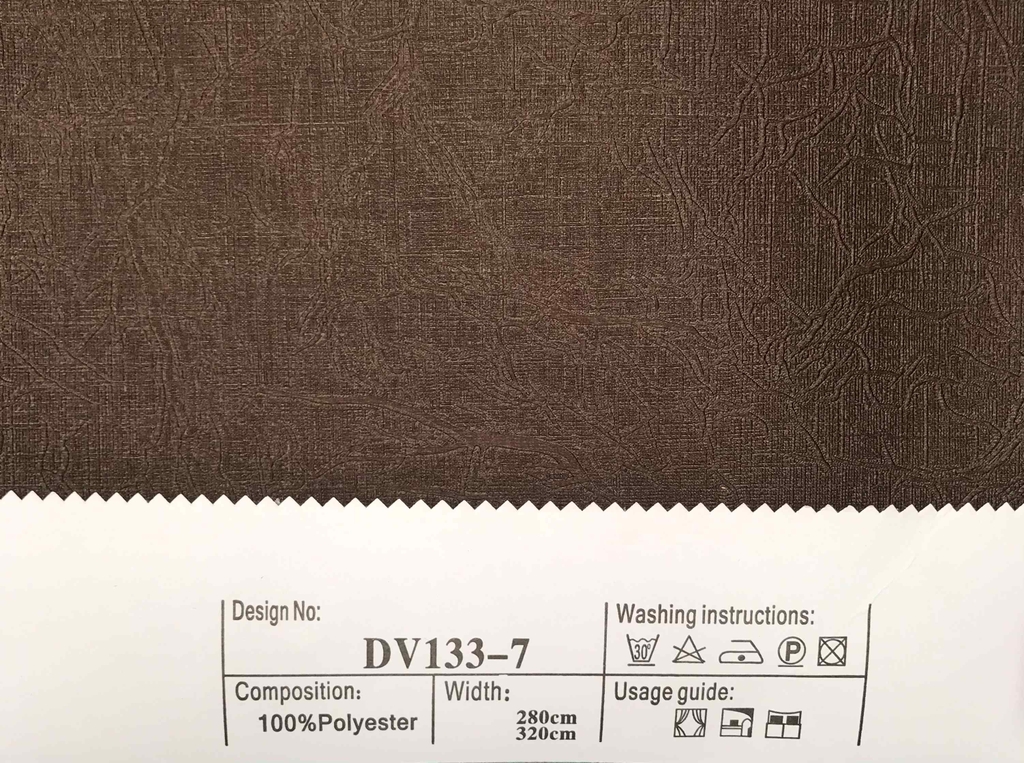 Design No:
DV133-7
Washing instructions:
30°
P
Composition:
100%Polyester
Width:
280cm
320cm
Usage guide: